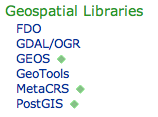 Geospatial Libraries
FDO
GDAL/OGR
GEOS
GeoTools
MetaCRS
PostGIS